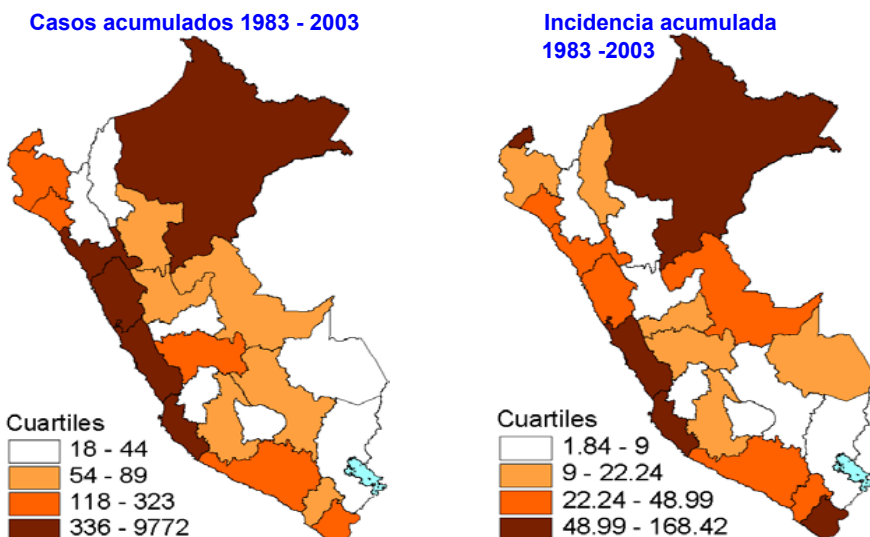 Casos acumulados 1983 - 2003
Cuartiles
18 - 44
54 - 89
118 - 323
336 - 9772
Incidencia acumulada
1983 -2003
Cuartiles
1.84 - 9
9 - 22.24
22.24 - 48.99
48.99 - 168.42